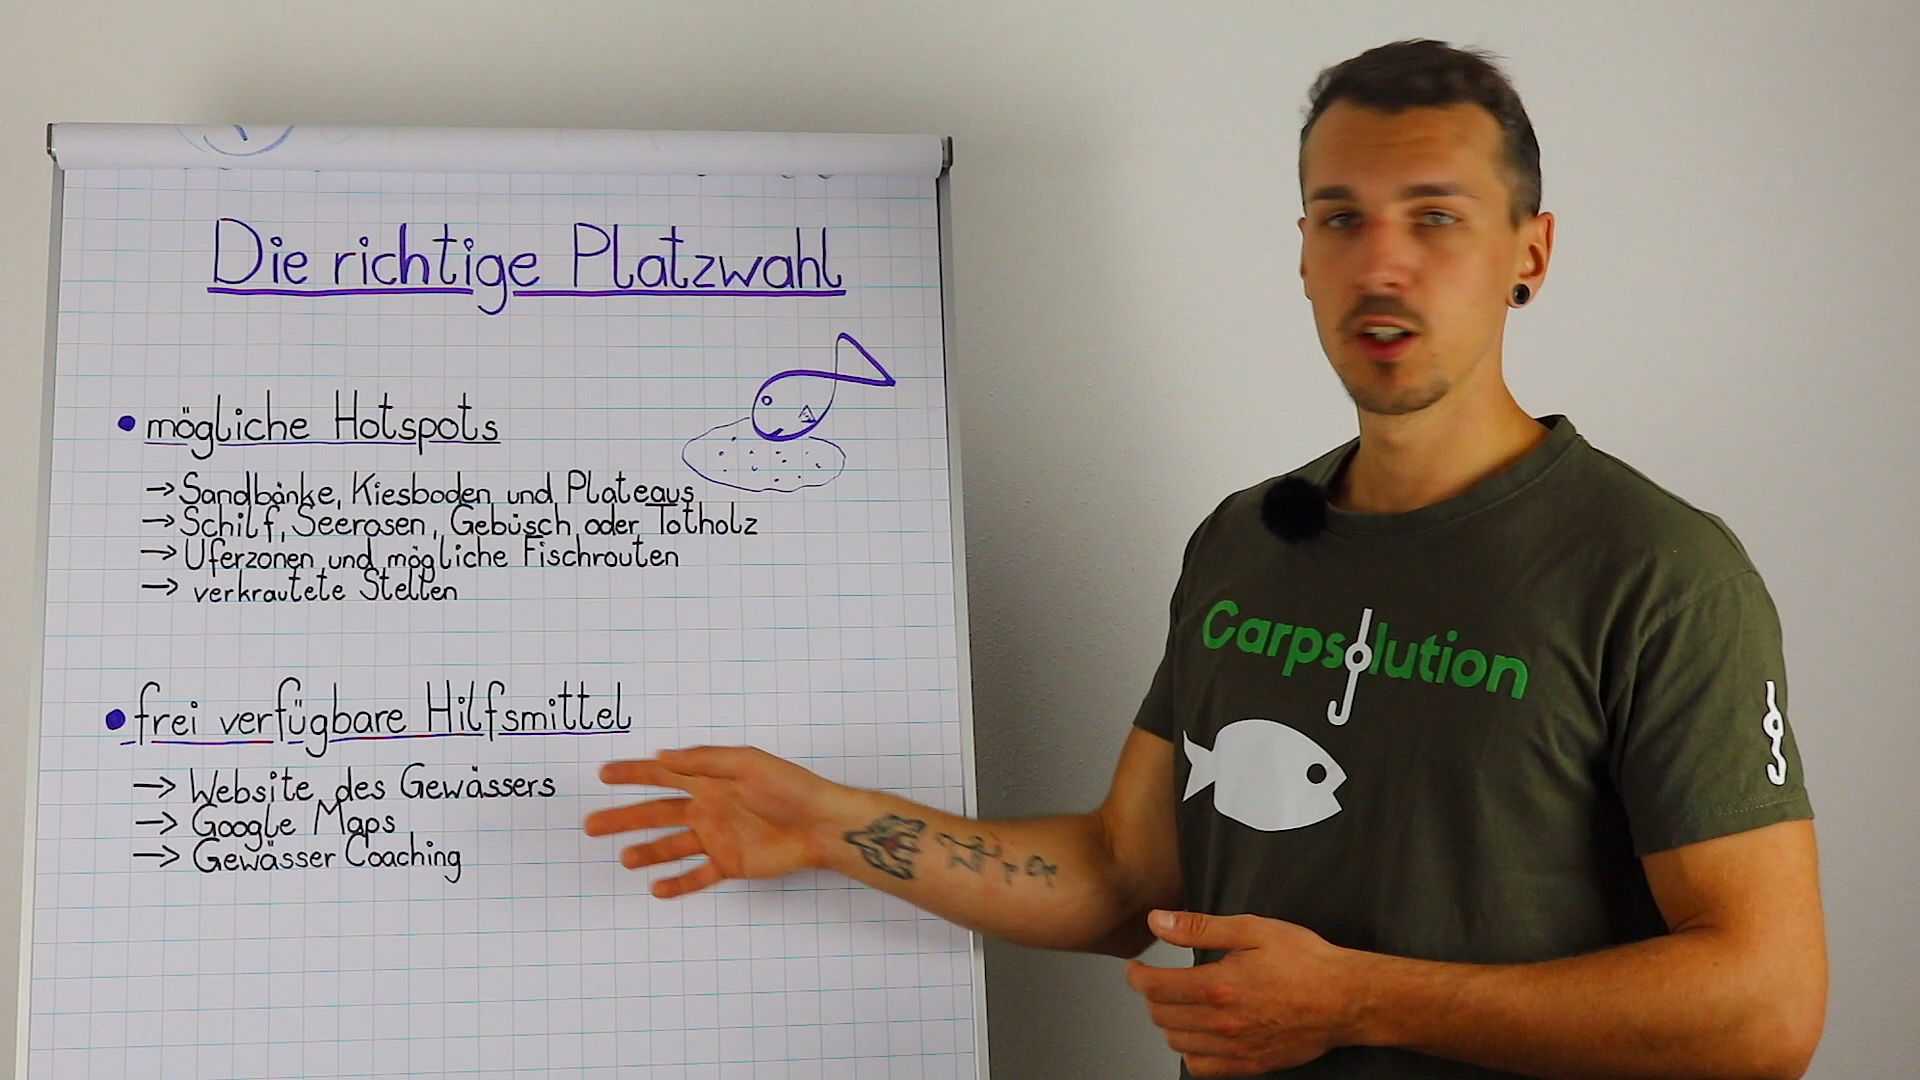 Die richtige Platzwahl
• mögliche Hotspots
→ Sandbänke, Kiesboden und Plateaus
→ Schilf, Seerosen, Gebüsch oder Totholz
→ Uferzonen und mögliche Fischrouten
→ verkrautete Stellen
• frei verfügbare Hilfsmittel
→ Website des Gewässers
→ Google Maps
→ Gewässer Coaching
Carpsolution